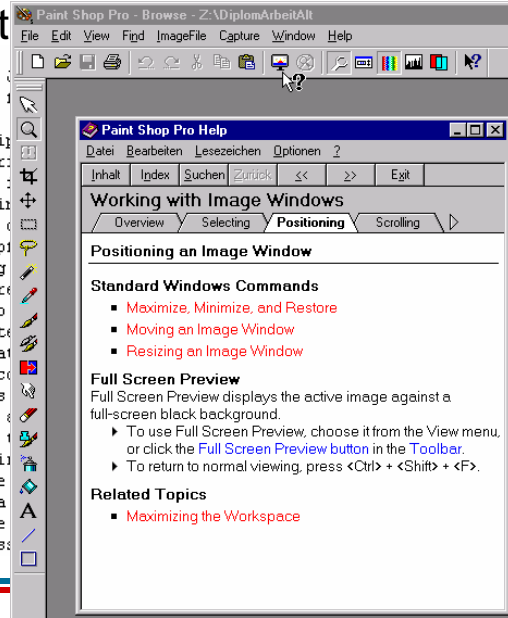 Paint Shop Pro - Browse - Z:\DiplomArbeitAlt
File Edit View Find ImageFile Capture Window Help
Paint Shop Pro Help
Datei Bearbeiten Lesezeichen Optionen ?
Inhalt Index Suchen Zurück << >> Exit
Working with Image Windows
Overview Selecting Positioning Scrolling
Positioning an Image Window
Standard Windows Commands
Maximize, Minimize, and Restore
Moving an Image Window
Resizing an Image Window
Full Screen Preview
Full Screen Preview displays the active image against a
full-screen black background.
To use Full Screen Preview, choose it from the View menu,
or click the Full Screen Preview button in the Toolbar.
To return to normal viewing, press <Ctrl> + <Shift> + <F>.
Related Topics
Maximizing the Workspace